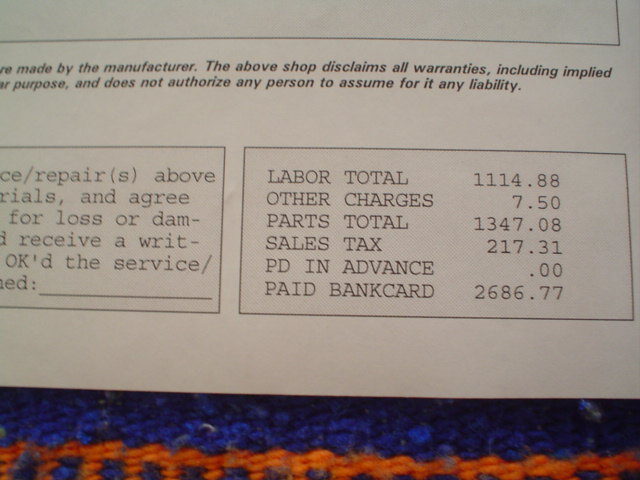 re made by the manufacturer. The above shop disclaims all warranties, including implied
ar purpose, and does not authorize any person to assume for it any liability.
ce/repair(s) above
rials, and agree
for loss or dam-
d receive a writ-
OK'd the service/
ned:
LABOR TOTAL 1114.88
OTHER CHARGES 7.50
PARTS TOTAL 1347.08
SALES TAX 217.31
PD IN ADVANCE .00
PAID BANKCARD 2686.77